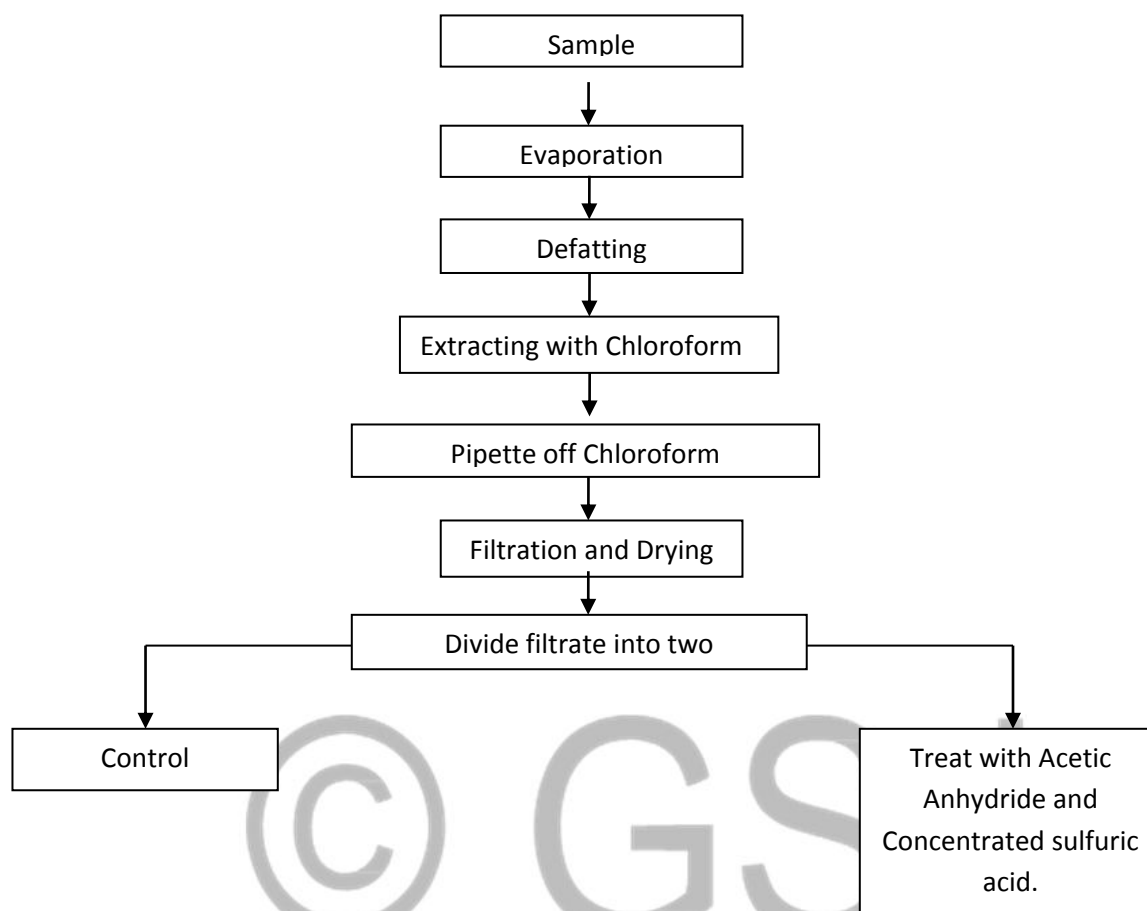 Sample
Evaporation
Defatting
Extracting with Chloroform
Pipette off Chloroform
Filtration and Drying
Divide filtrate into two
Control
Treat with Acetic
Anhydride and
Concentrated sulfuric
acid.
© GS